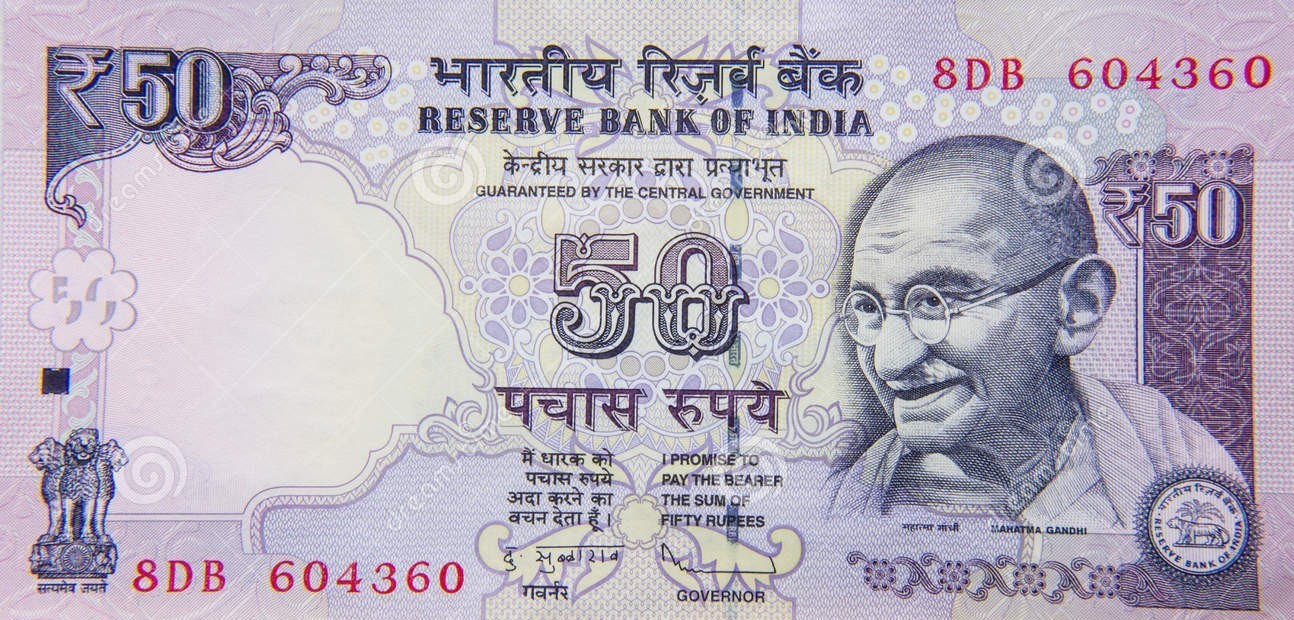 ₹50
भारतीय रिज़र्व बैंक
RESERVE BANK OF INDIA
8DB 604360
केन्द्रीय सरकार द्वारा प्रत्याभूत
GUARANTEED BY THE CENTRAL GOVERNMENT
₹50
50
पचास रुपये
मैं धारक को
पचास रुपये
अदा करने का
वचन देता हूँ।
I PROMISE TO
PAY THE BEARER
THE SUM OF
FIFTY RUPEES
महात्मा गांधी
MAHATMA GANDHI
भारतीय रिज़र्व बैंक
RESERVE BANK OF INDIA
सत्यमेव जयते
8DB 604360
दु. सुब्बाराव
गवर्नर
GOVERNOR
dreamstime